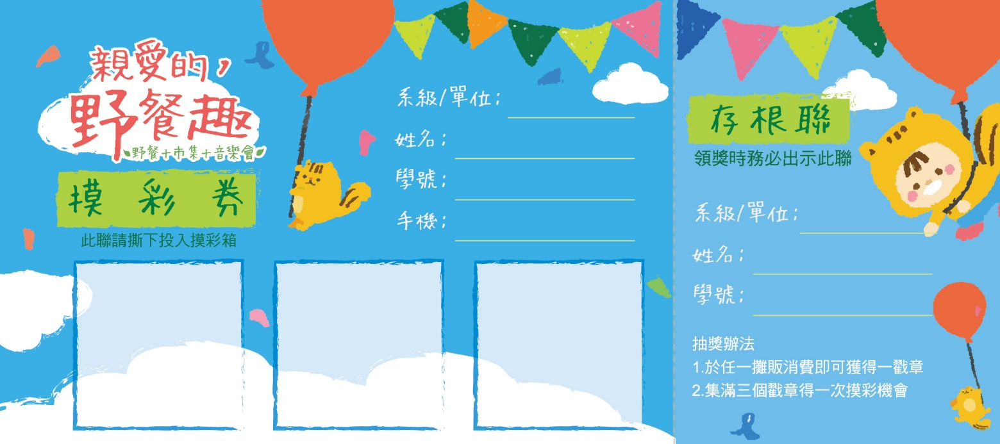 親愛的，
野餐趣
野餐+市集+音樂會
摸彩券
此聯請撕下投入摸彩箱
系級/單位：
姓名：
學號：
手機：
存根聯
領獎時務必出示此聯
系級/單位：
姓名：
學號：
抽獎辦法
1.於任一攤販消費即可獲得一戳章
2.集滿三個戳章得一次摸彩機會